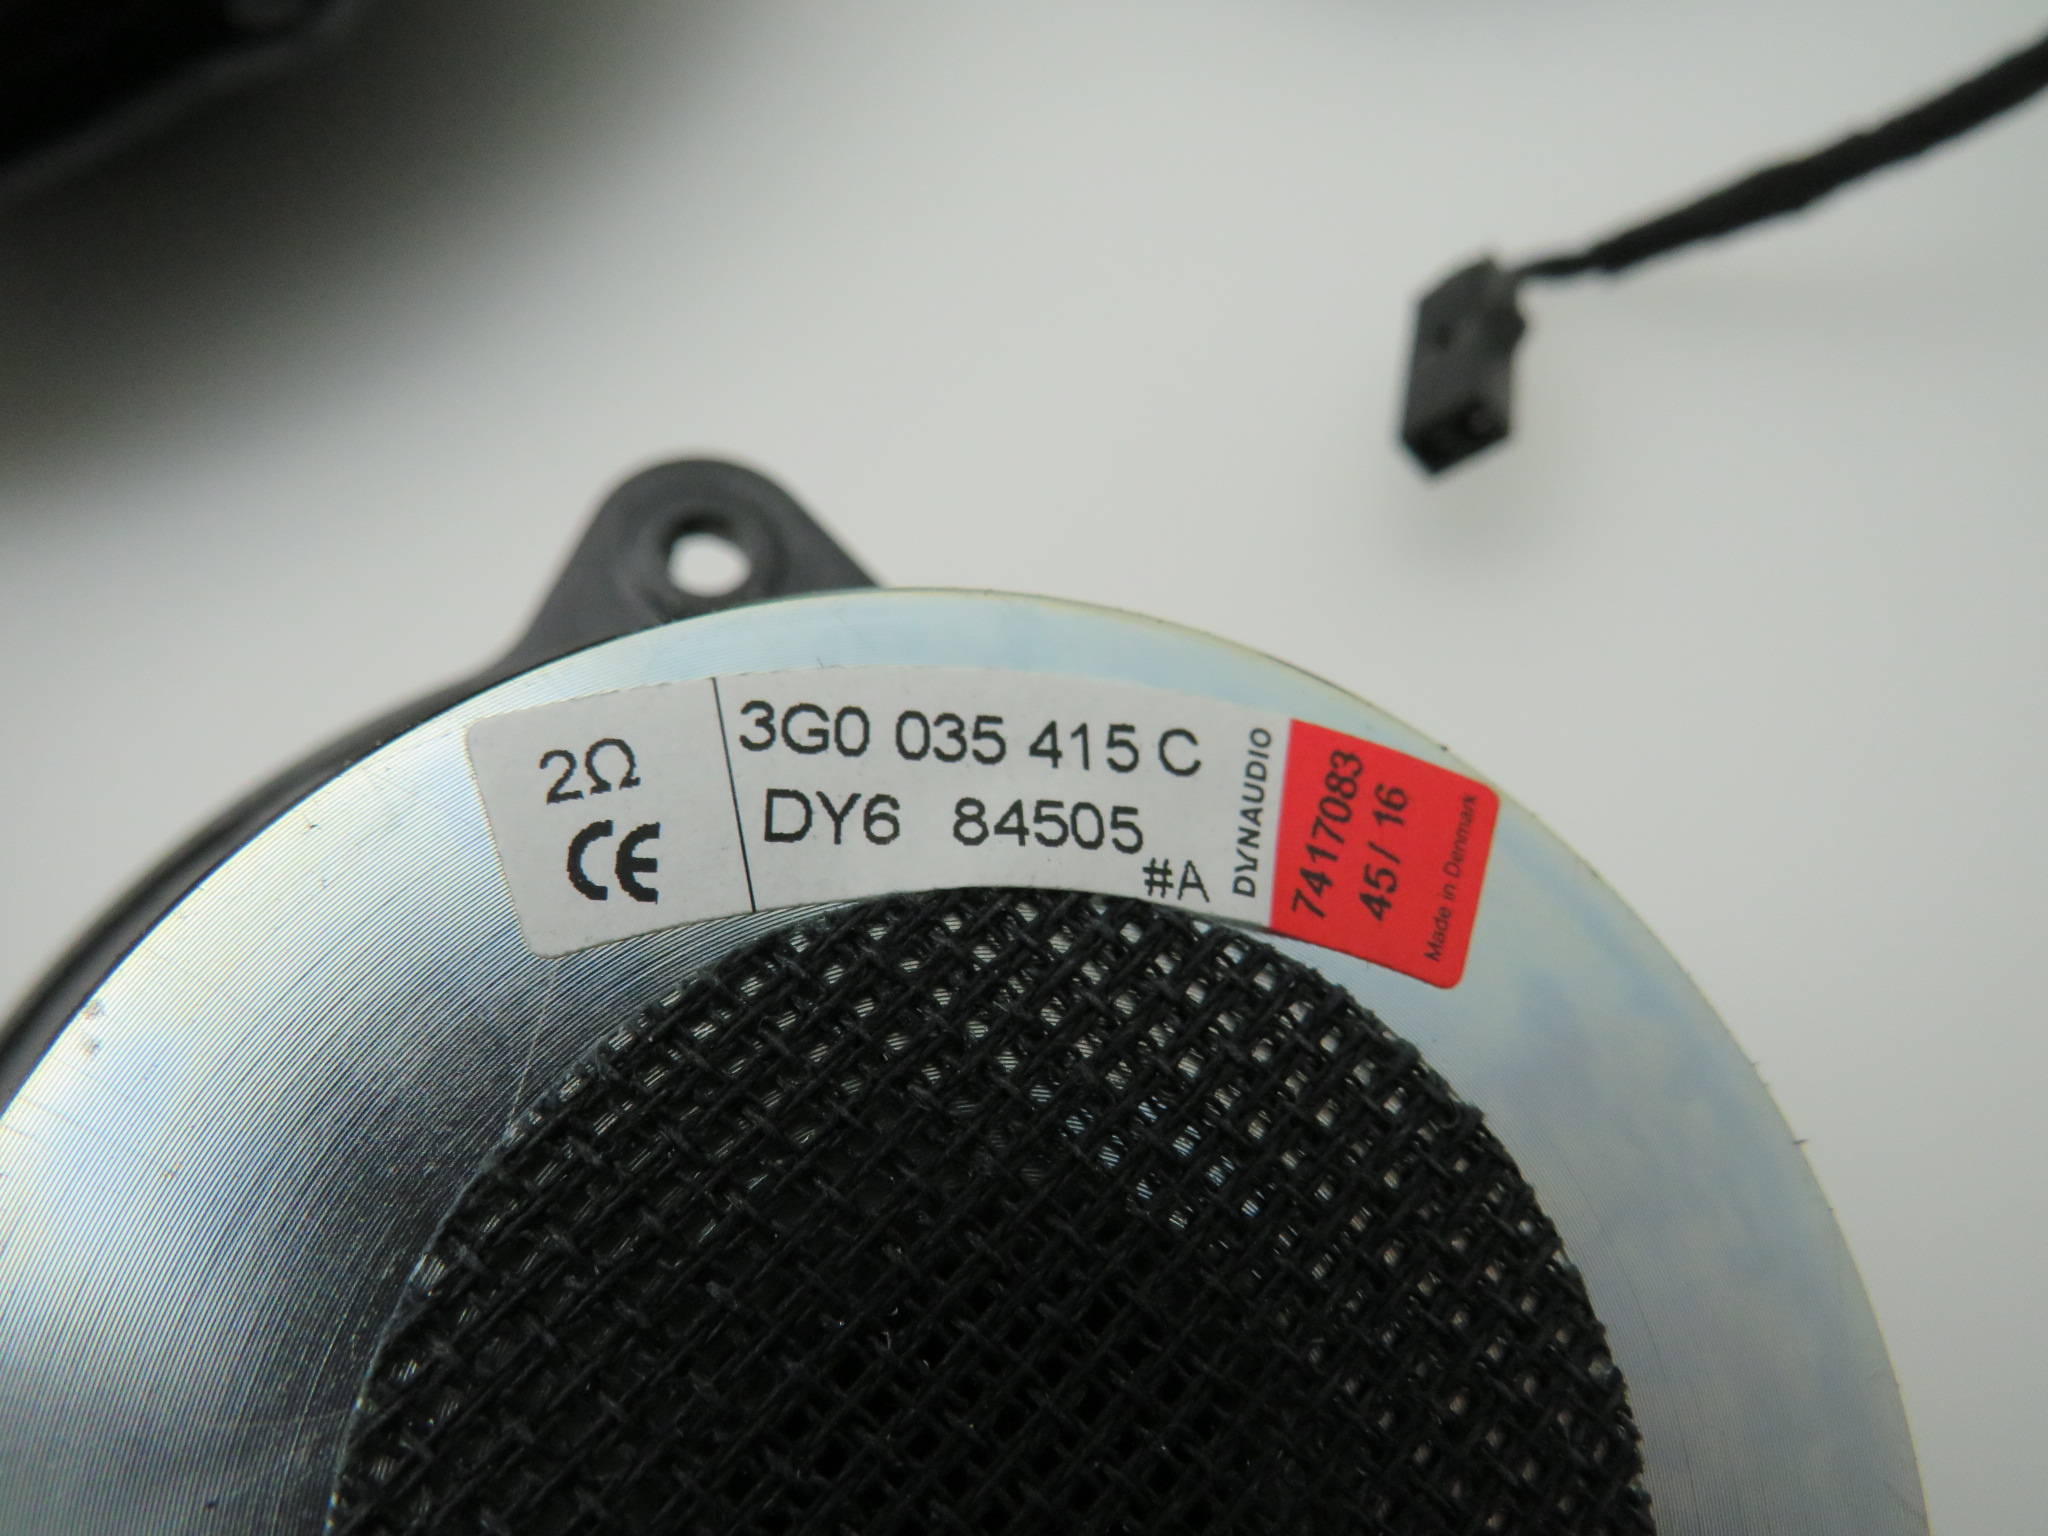 2Ω
CE
3G0 035 415 C
DY6 84505
#A
DYNAUDIO
7417083
45/ 16
Made in Denmark